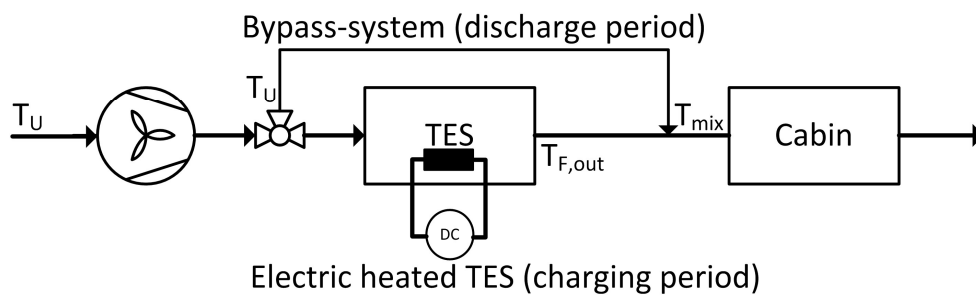 Bypass-system (discharge period)
T_U
T_U
TES
T_F,out
T_mix
Cabin
DC
Electric heated TES (charging period)